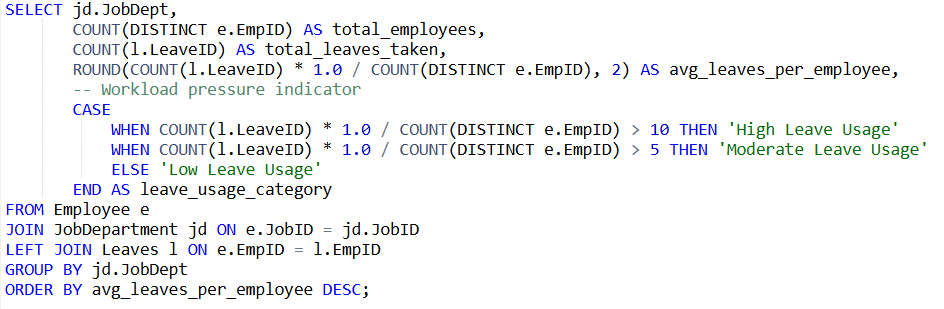 SELECT jd.JobDept,
COUNT(DISTINCT e.EmpID) AS total_employees,
COUNT(l.LeaveID) AS total_leaves_taken,
ROUND(COUNT(l.LeaveID) * 1.0 / COUNT(DISTINCT e.EmpID), 2) AS avg_leaves_per_employee,
-- Workload pressure indicator
CASE
WHEN COUNT(l.LeaveID) * 1.0 / COUNT(DISTINCT e.EmpID) > 10 THEN 'High Leave Usage'
WHEN COUNT(l.LeaveID) * 1.0 / COUNT(DISTINCT e.EmpID) > 5 THEN 'Moderate Leave Usage'
ELSE 'Low Leave Usage'
END AS leave_usage_category
FROM Employee e
JOIN JobDepartment jd ON e.JobID = jd.JobID
LEFT JOIN Leaves l ON e.EmpID = l.EmpID
GROUP BY jd.JobDept
ORDER BY avg_leaves_per_employee DESC;